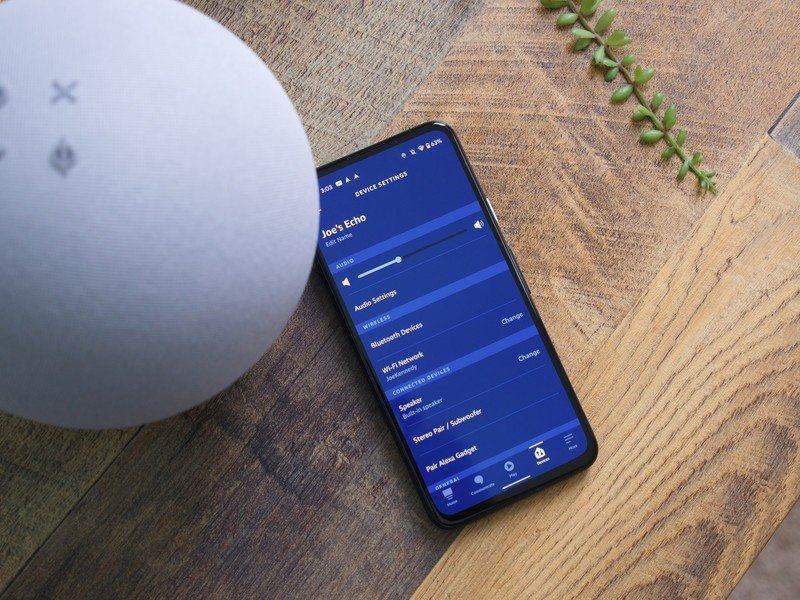 3:03 63%
DEVICE SETTINGS
Joe's Echo
Edit Name
AUDIO
Audio Settings
WIRELESS
Bluetooth Devices
Wi-Fi Network Change
JoeKennedy
CONNECTED DEVICES
Speaker Change
Built-in speaker
Stereo Pair / Subwoofer
Pair Alexa Gadget
GENERAL
Home Communicate Play Devices More